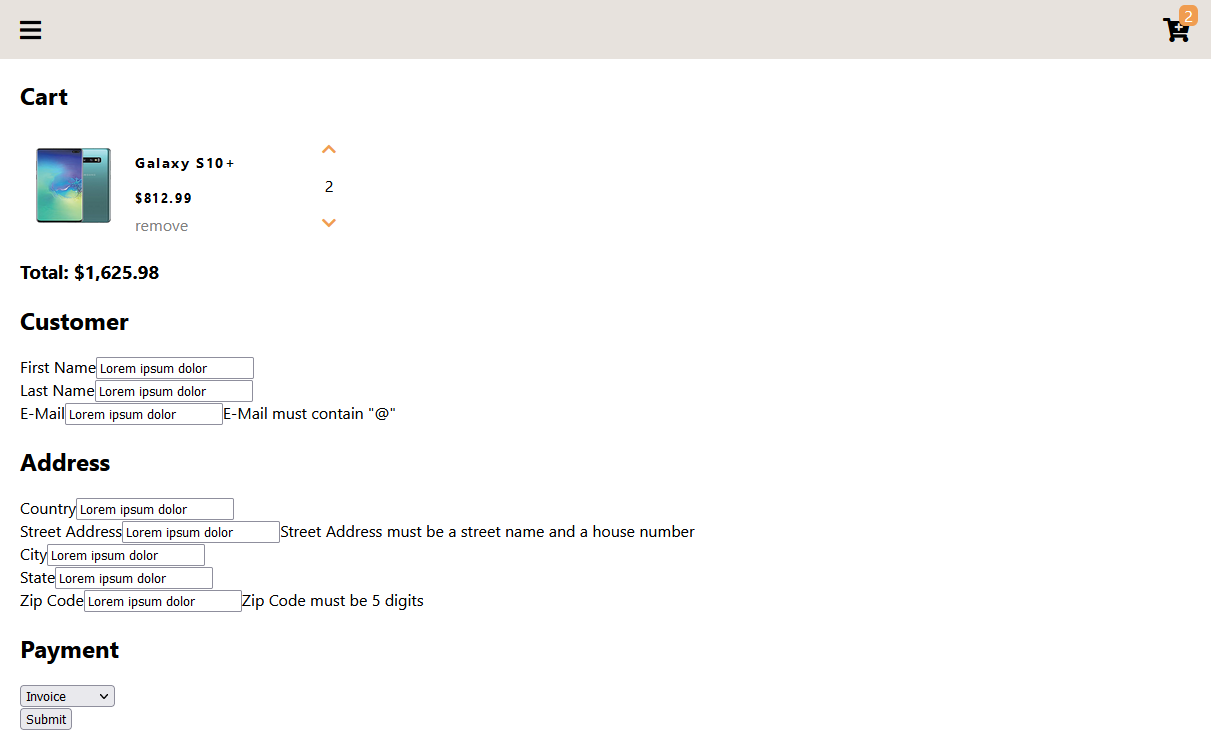 2
Cart
Galaxy S10+
2
$812.99
remove
Total: $1,625.98
Customer
First Name Lorem ipsum dolor
Last Name Lorem ipsum dolor
E-Mail Lorem ipsum dolor E-Mail must contain "@"
Address
Country Lorem ipsum dolor
Street Address Lorem ipsum dolor Street Address must be a street name and a house number
City Lorem ipsum dolor
State Lorem ipsum dolor
Zip Code Lorem ipsum dolor Zip Code must be 5 digits
Payment
Invoice
Submit